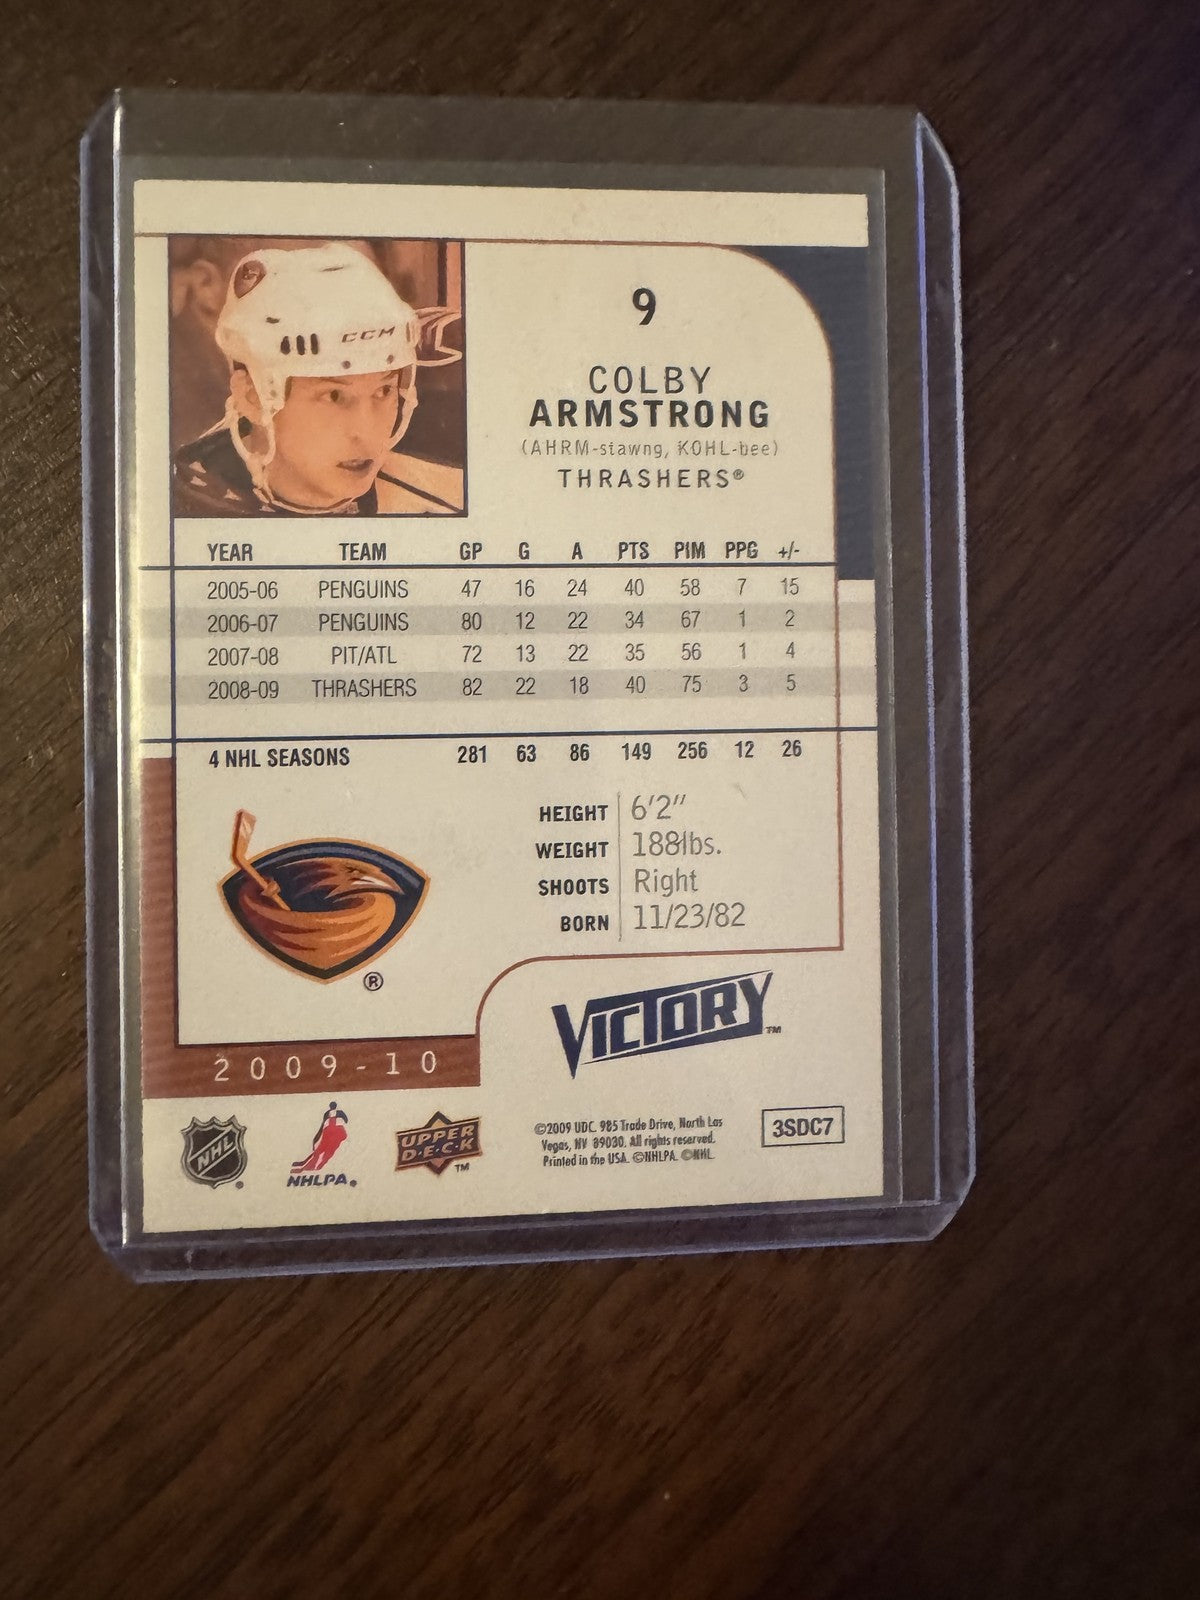 CCM
9
COLBY
ARMSTRONG
(AHRM-stawng, KOHL-bee)
THRASHERS®
YEAR TEAM GP G A PTS PIM PPG +/-
2005-06 PENGUINS 47 16 24 40 58 7 15
2006-07 PENGUINS 80 12 22 34 67 1 2
2007-08 PIT/ATL 72 13 22 35 56 1 4
2008-09 THRASHERS 82 22 18 40 75 3 5
4 NHL SEASONS 281 63 86 149 256 12 26
HEIGHT 6'2"
WEIGHT 188lbs.
SHOOTS Right
BORN 11/23/82
®
VICTORY™
2009-10
NHL
NHLPA®
UPPER
D·E·C·K™
©2009 UDC. 985 Trade Drive, North Las
Vegas, NV 89030. All rights reserved.
Printed in the USA. ©NHLPA. ©NHL
3SDC7